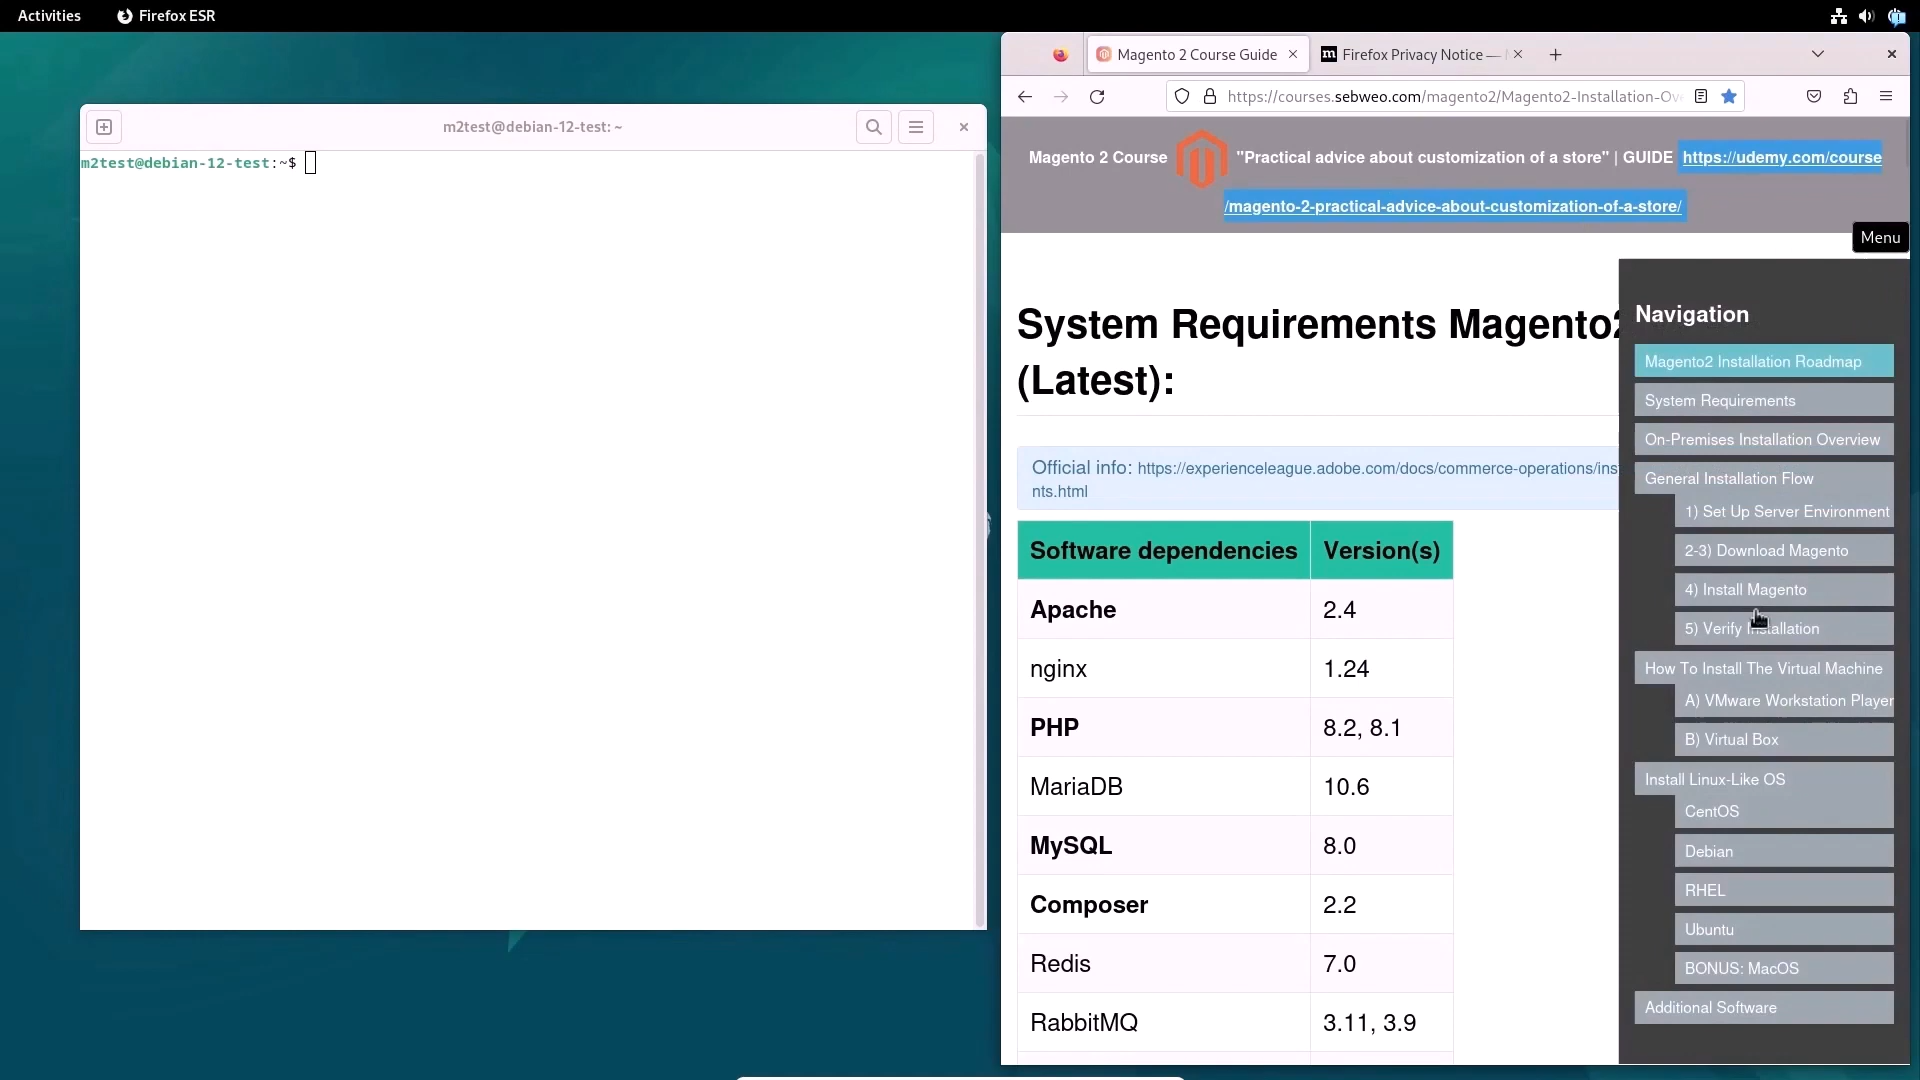 Activities
Firefox ESR
m2test@debian-12-test: ~
m2test@debian-12-test:~$
Magento 2 Course Guide
Firefox Privacy Notice —
https://courses.sebweo.com/magento2/Magento2-Installation-Ov
Magento 2 Course "Practical advice about customization of a store" | GUIDE https://udemy.com/course
/magento-2-practical-advice-about-customization-of-a-store/
Menu
System Requirements Magento2
(Latest):
Official info: https://experienceleague.adobe.com/docs/commerce-operations/ins
nts.html
Software dependencies Version(s)
Apache 2.4
nginx 1.24
PHP 8.2, 8.1
MariaDB 10.6
MySQL 8.0
Composer 2.2
Redis 7.0
RabbitMQ 3.11, 3.9
Navigation
Magento2 Installation Roadmap
System Requirements
On-Premises Installation Overview
General Installation Flow
1) Set Up Server Environment
2-3) Download Magento
4) Install Magento
5) Verify Installation
How To Install The Virtual Machine
A) VMware Workstation Player
B) Virtual Box
Install Linux-Like OS
CentOS
Debian
RHEL
Ubuntu
BONUS: MacOS
Additional Software